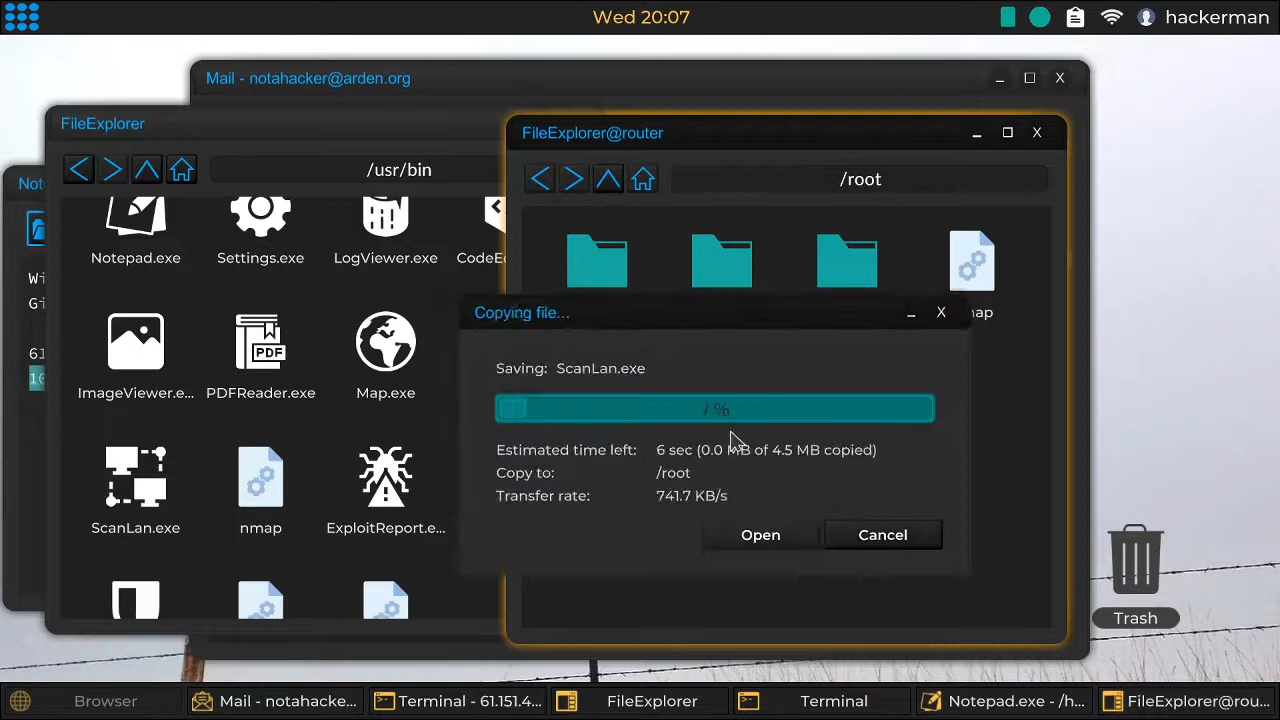 Wed 20:07
hackerman
Mail - notahacker@arden.org
FileExplorer
/usr/bin
Notepad.exe
Settings.exe
LogViewer.exe
ImageViewer.e...
PDF
PDFReader.exe
Map.exe
ScanLan.exe
nmap
ExploitReport.e...
FileExplorer@router
/root
Copying file...
Saving: ScanLan.exe
Estimated time left: 6 sec (0.0 MB of 4.5 MB copied)
Copy to: /root
Transfer rate: 741.7 KB/s
Open
Cancel
Trash
Browser
Mail - notahacke...
Terminal - 61.151.4...
FileExplorer
Terminal
Notepad.exe - /h...
FileExplorer@rou...